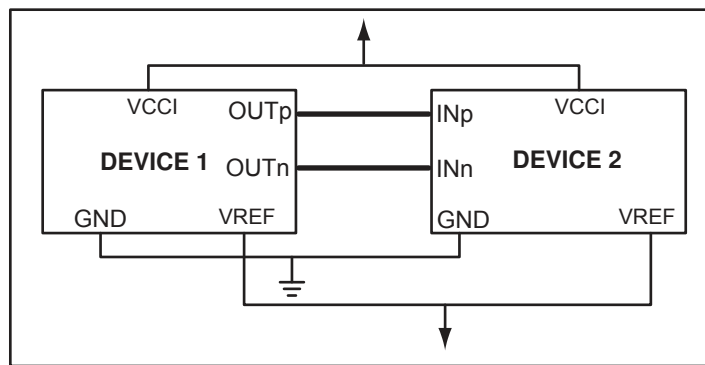 VCCI
OUTp
OUTn
DEVICE 1
GND
VREF
VCCI
INp
INn
DEVICE 2
GND
VREF